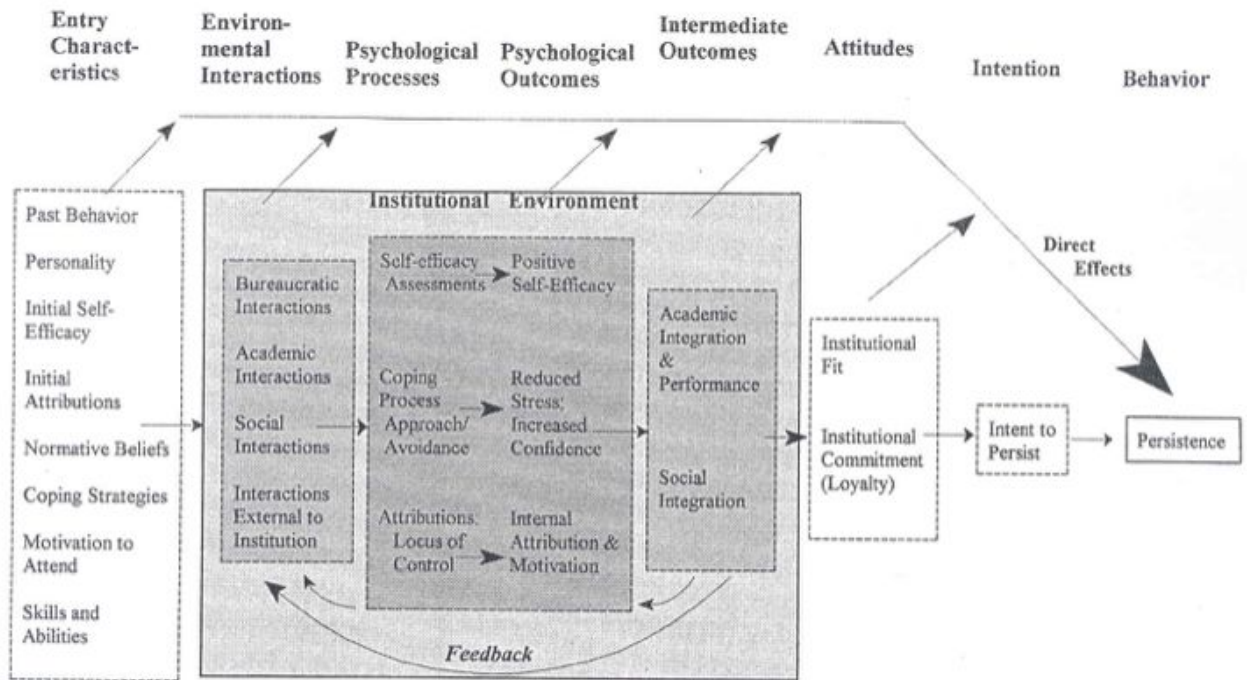 Entry
Charact-
eristics
Environ-
mental
Interactions
Psychological
Processes
Psychological
Outcomes
Intermediate
Outcomes
Attitudes
Intention
Behavior
Past Behavior
Personality
Initial Self-
Efficacy
Initial
Attributions
Normative Beliefs
Coping Strategies
Motivation to
Attend
Skills and
Abilities
Institutional Environment
Bureaucratic
Interactions
Academic
Interactions
Social
Interactions
Interactions
External to
Institution
Self-efficacy
Assessments
Positive
Self-Efficacy
Coping
Process
Approach/
Avoidance
Reduced
Stress;
Increased
Confidence
Attributions:
Locus of
Control
Internal
Attribution &
Motivation
Academic
Integration
&
Performance
Social
Integration
Feedback
Institutional
Fit
Institutional
Commitment
(Loyalty)
Intent to
Persist
Direct
Effects
Persistence